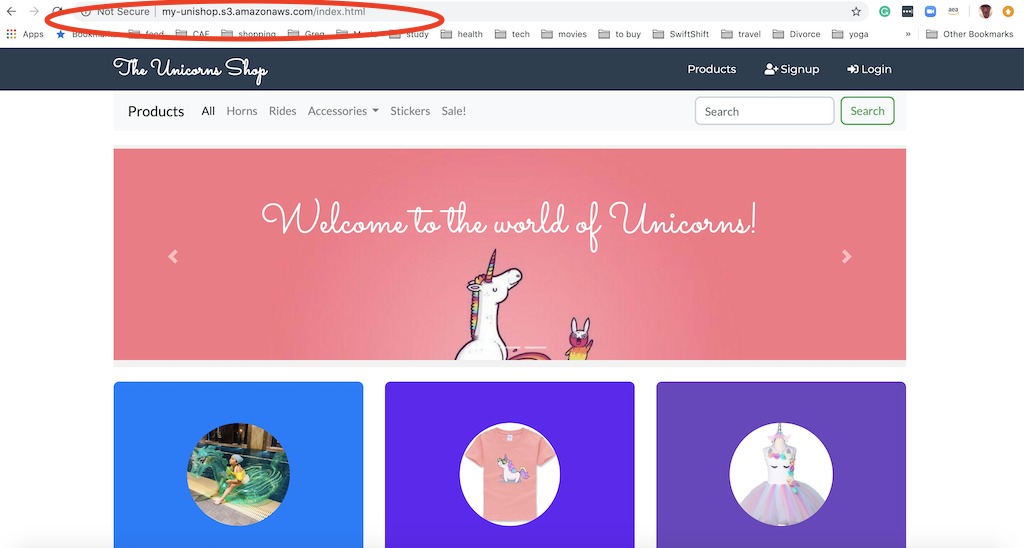 Not Secure | my-unishop.s3.amazonaws.com/index.html
aea
Apps Bookmarks food CAE shopping Greg study health tech movies to buy SwiftShift travel Divorce yoga » Other Bookmarks
The Unicorns Shop Products Signup Login
Products All Horns Rides Accessories Stickers Sale! Search Search
Welcome to the world of Unicorns!